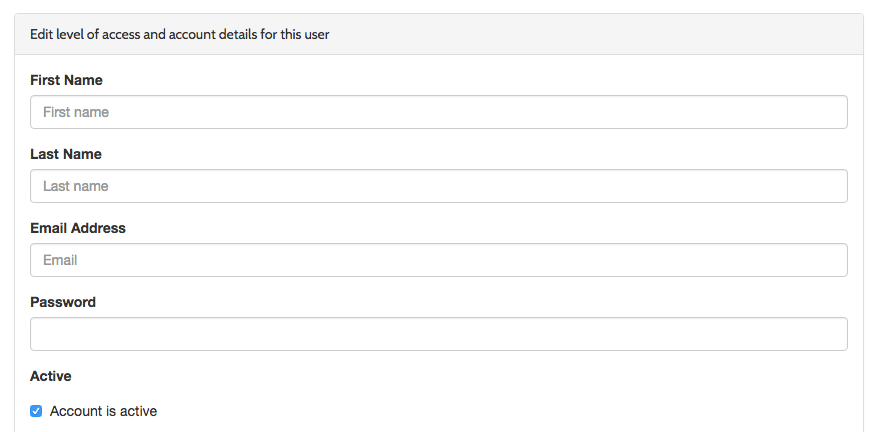 Edit level of access and account details for this user
First Name
First name
Last Name
Last name
Email Address
Email
Password
Active
Account is active